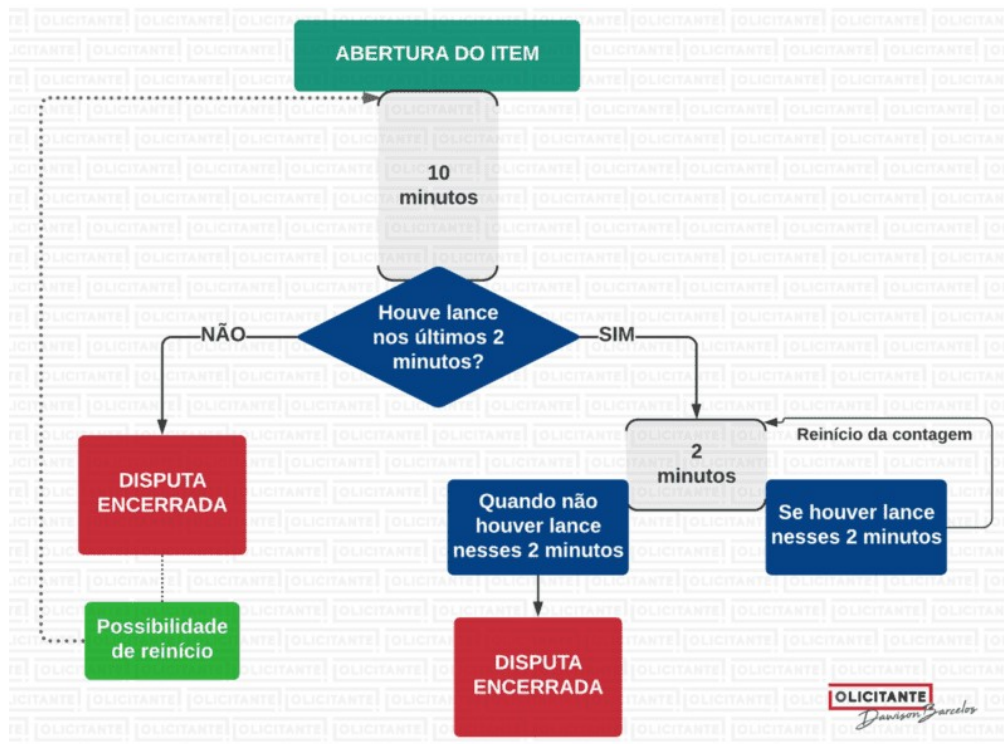 ABERTURA DO ITEM
10
minutos
Houve lance
nos últimos 2
minutos?
NÃO
SIM
Reinício da contagem
2
minutos
DISPUTA
ENCERRADA
Quando não
houver lance
nesses 2 minutos
Se houver lance
nesses 2 minutos
Possibilidade
de reinício
DISPUTA
ENCERRADA
OLICITANTE
Dawison Barcelos